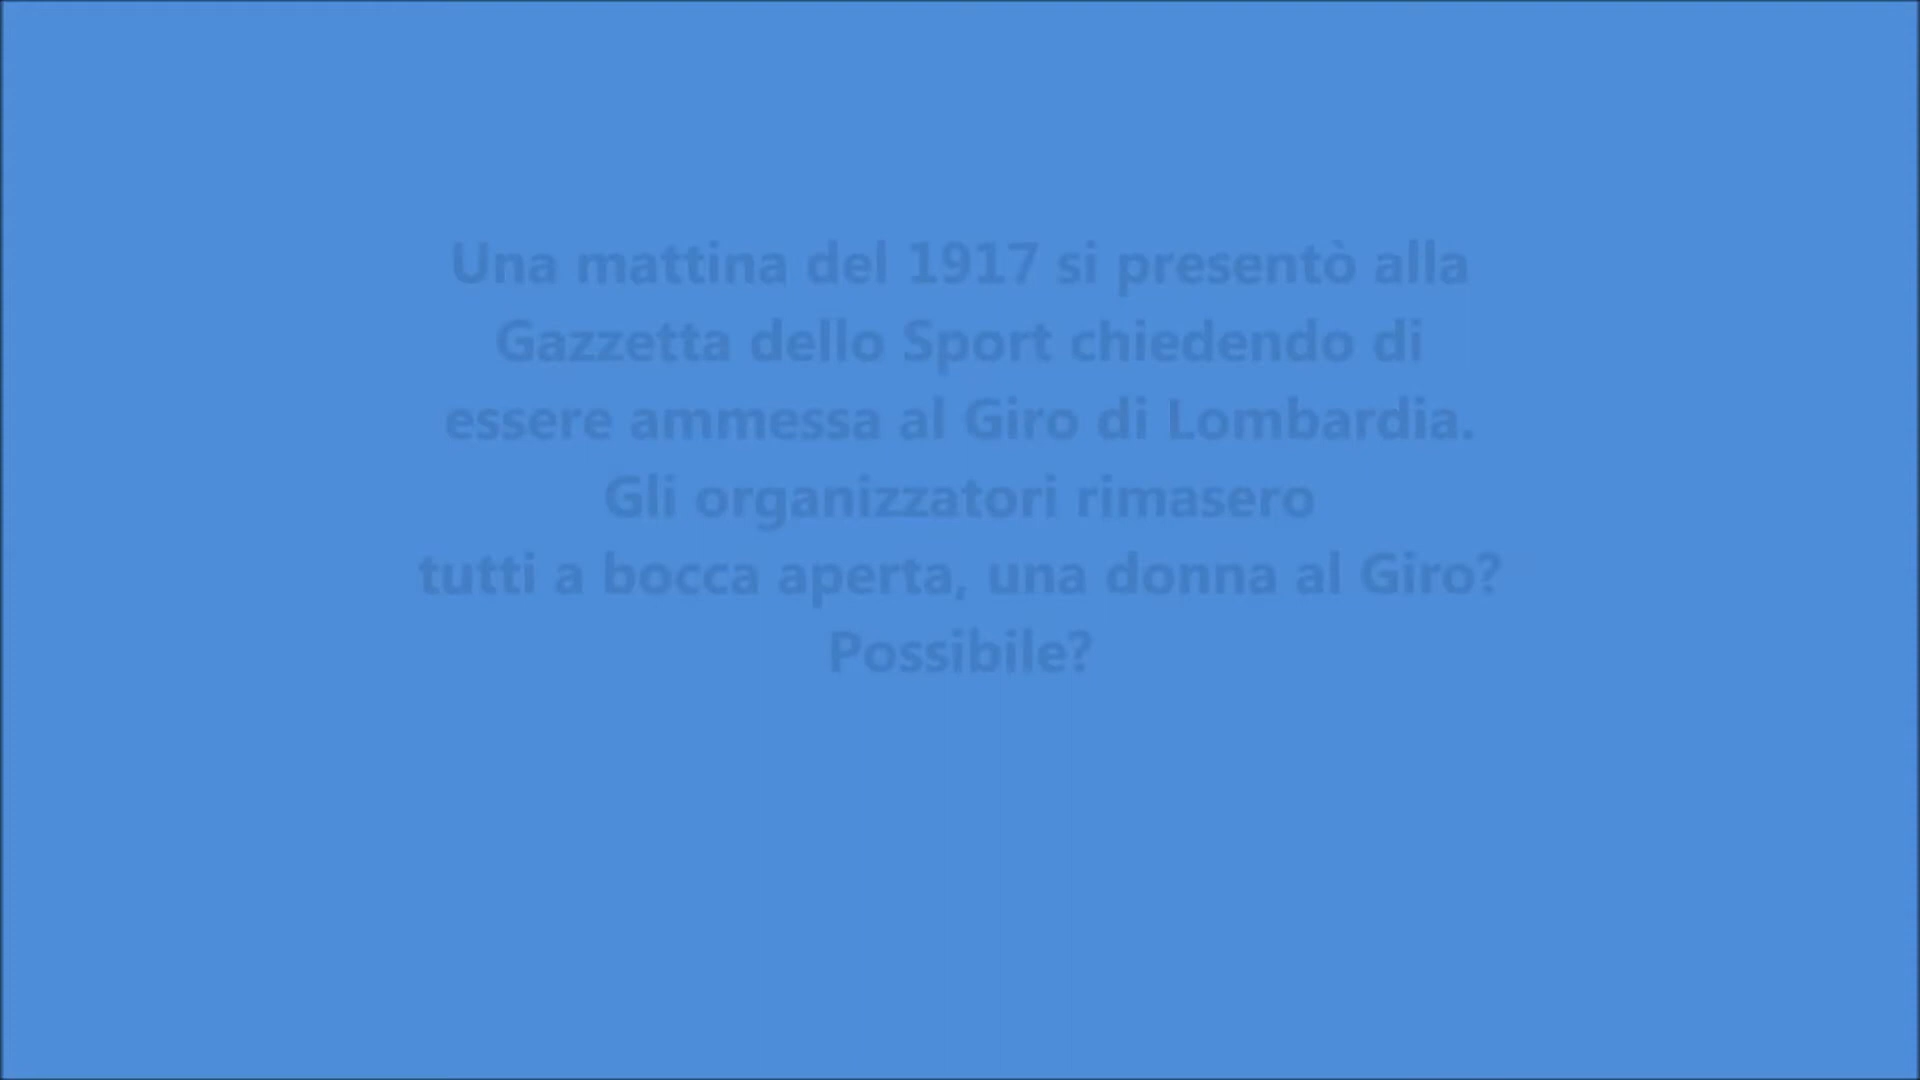 Una mattina del 1917 si presentò alla
Gazzetta dello Sport chiedendo di
essere ammessa al Giro di Lombardia.
Gli organizzatori rimasero
tutti a bocca aperta, una donna al Giro?
Possibile?